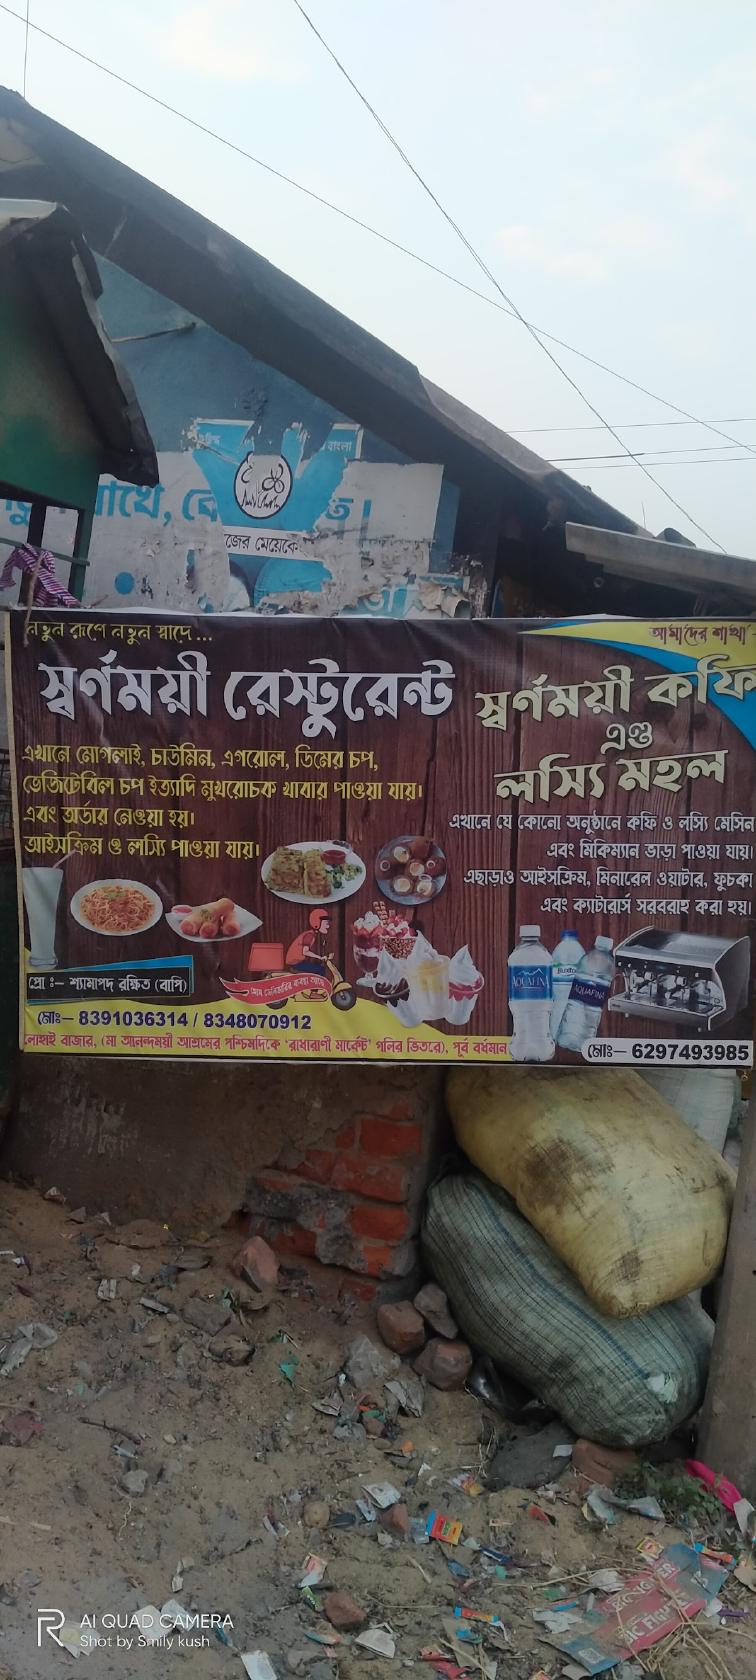 বাংলা
জের মেয়েকে
নতুন রূপে নতুন স্বাদে...
স্বর্ণময়ী রেস্টুরেন্ট
এখানে মোগলাই, চাউমিন, এগরোল, ডিমের চপ,
ভেজিটেবিল চপ ইত্যাদি মুখরোচক খাবার পাওয়া যায়।
এবং অর্ডার নেওয়া হয়।
আইসক্রিম ও লস্যি পাওয়া যায়।
প্রো :- শ্যামাপদ রক্ষিত (বাপি)
হোম ডেলিভারির ব্যবস্থা আছে
মোঃ– 8391036314 / 8348070912
লোহাই বাজার, (মা আনন্দময়ী আশ্রমের পশ্চিমদিকে 'রাধারাণী মার্কেট' গলির ভিতরে), পূর্ব বর্ধমান
আমাদের শাখা
স্বর্ণময়ী কফি
এণ্ড
লস্যি মহল
এখানে যে কোনো অনুষ্ঠানে কফি ও লস্যি মেসিন
এবং মিকিম্যান ভাড়া পাওয়া যায়।
এছাড়াও আইসক্রিম, মিনারেল ওয়াটার, ফুচকা
এবং ক্যাটারার্স সরবরাহ করা হয়।
AQUAFINA
AQUAFINA
মোঃ– 6297493985
AI QUAD CAMERA
Shot by Smily kush